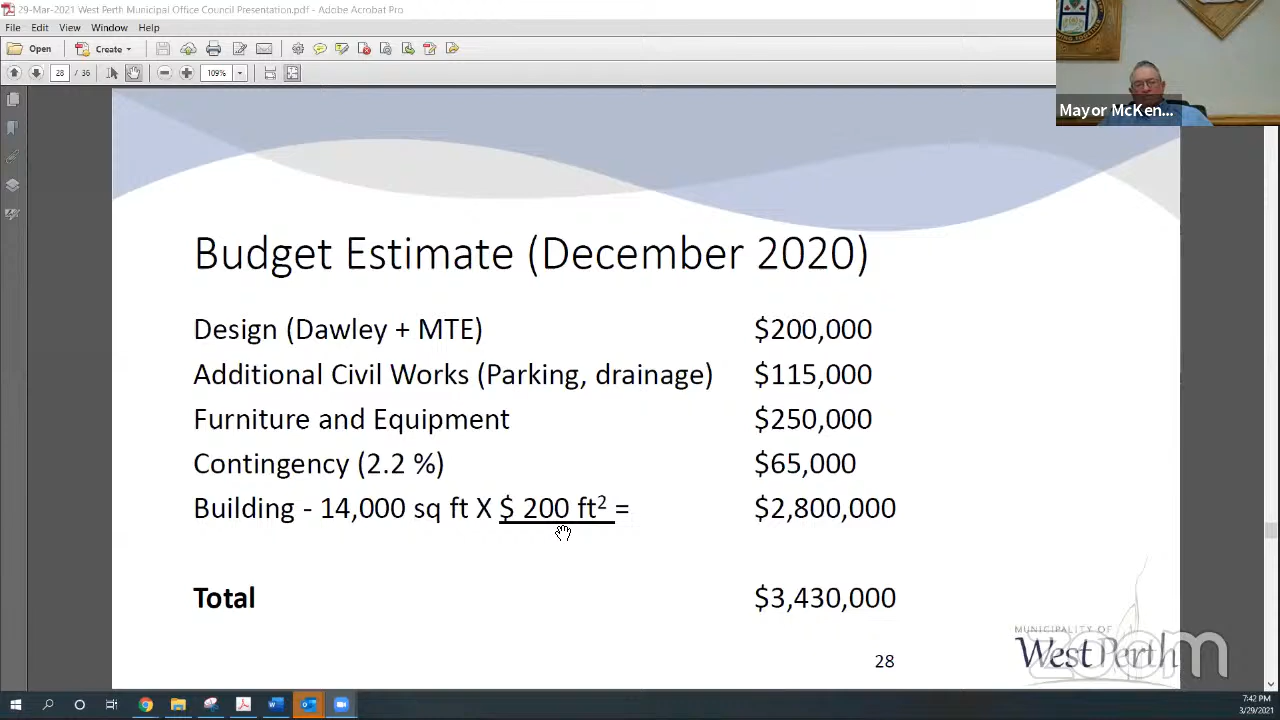 29-Mar-2021 West Perth Municipal Office Council Presentation.pdf - Adobe Acrobat Pro
File Edit View Window Help
Open Create
28 / 36 109%
Mayor McKen...
Budget Estimate (December 2020)
Design (Dawley + MTE) $200,000
Additional Civil Works (Parking, drainage) $115,000
Furniture and Equipment $250,000
Contingency (2.2 %) $65,000
Building - 14,000 sq ft X $ 200 ft² = $2,800,000
Total $3,430,000
MUNICIPALITY OF
West Perth
zoom
28
7:42 PM
3/29/2021